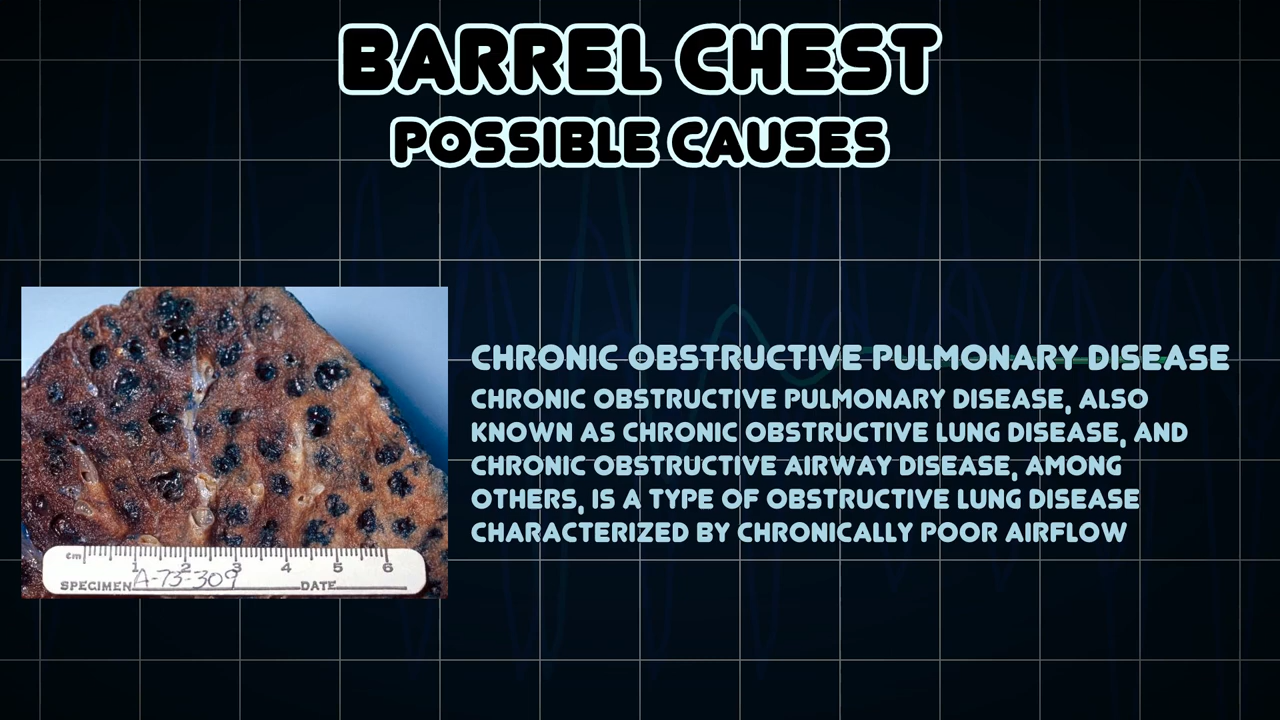 BARREL CHEST
POSSIBLE CAUSES
CHRONIC OBSTRUCTIVE PULMONARY DISEASE
CHRONIC OBSTRUCTIVE PULMONARY DISEASE, ALSO
KNOWN AS CHRONIC OBSTRUCTIVE LUNG DISEASE, AND
CHRONIC OBSTRUCTIVE AIRWAY DISEASE, AMONG
OTHERS, IS A TYPE OF OBSTRUCTIVE LUNG DISEASE
CHARACTERIZED BY CHRONICALLY POOR AIRFLOW
cm 1 2 3 4 5 6
SPECIMEN A-73-309 DATE